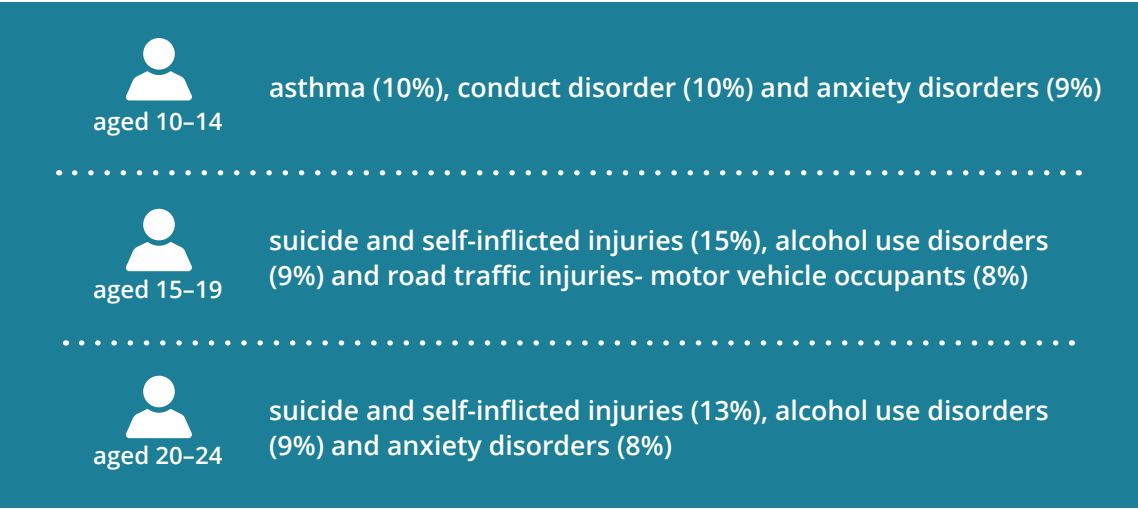 asthma (10%), conduct disorder (10%) and anxiety disorders (9%)
aged 10–14
suicide and self-inflicted injuries (15%), alcohol use disorders
(9%) and road traffic injuries- motor vehicle occupants (8%)
aged 15–19
suicide and self-inflicted injuries (13%), alcohol use disorders
(9%) and anxiety disorders (8%)
aged 20–24